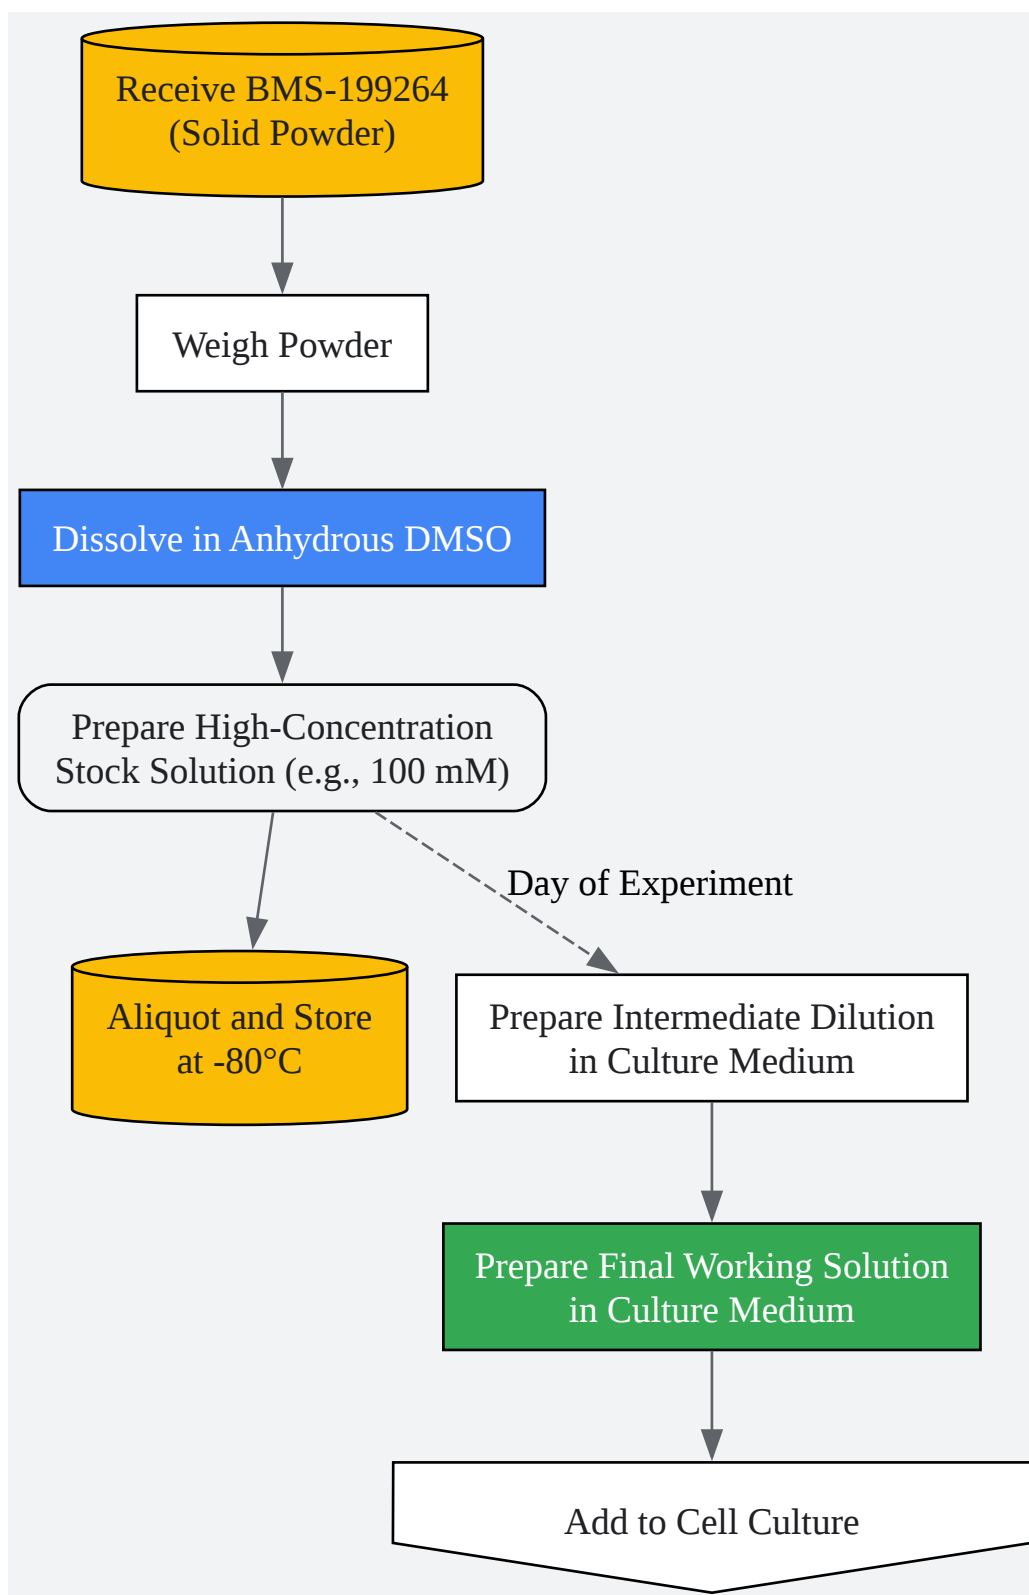 Receive BMS-199264
(Solid Powder)
Weigh Powder
Dissolve in Anhydrous DMSO
Prepare High-Concentration
Stock Solution (e.g., 100 mM)
Day of Experiment
Aliquot and Store
at -80°C
Prepare Intermediate Dilution
in Culture Medium
Prepare Final Working Solution
in Culture Medium
Add to Cell Culture